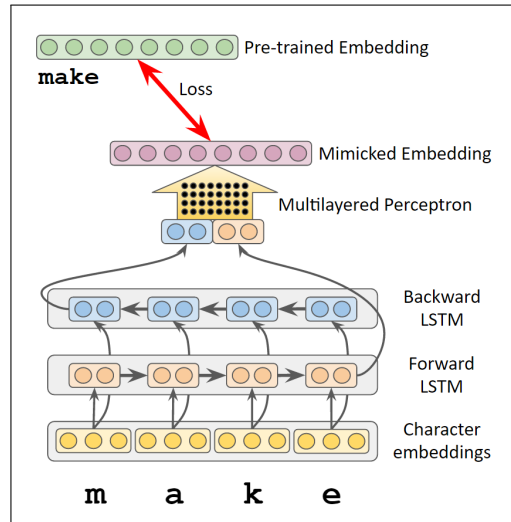 Pre-trained Embedding
make
Loss
Mimicked Embedding
Multilayered Perceptron
Backward
LSTM
Forward
LSTM
Character
embeddings
m a k e